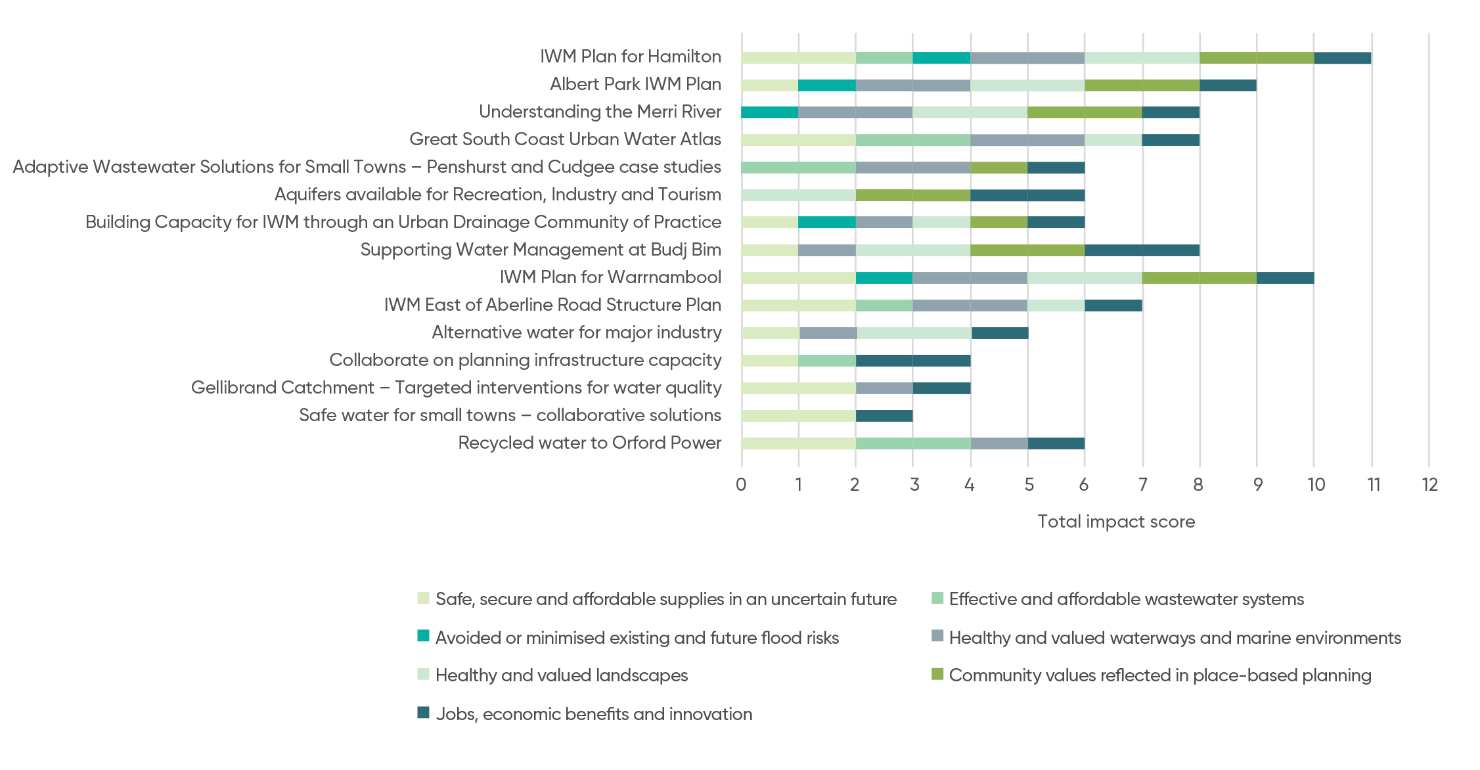 IWM Plan for Hamilton
Albert Park IWM Plan
Understanding the Merri River
Great South Coast Urban Water Atlas
Adaptive Wastewater Solutions for Small Towns – Penshurst and Cudgee case studies
Aquifers available for Recreation, Industry and Tourism
Building Capacity for IWM through an Urban Drainage Community of Practice
Supporting Water Management at Budj Bim
IWM Plan for Warrnambool
IWM East of Aberline Road Structure Plan
Alternative water for major industry
Collaborate on planning infrastructure capacity
Gellibrand Catchment – Targeted interventions for water quality
Safe water for small towns – collaborative solutions
Recycled water to Orford Power
0 1 2 3 4 5 6 7 8 9 10 11 12
Total impact score
Safe, secure and affordable supplies in an uncertain future
Effective and affordable wastewater systems
Avoided or minimised existing and future flood risks
Healthy and valued waterways and marine environments
Healthy and valued landscapes
Community values reflected in place-based planning
Jobs, economic benefits and innovation